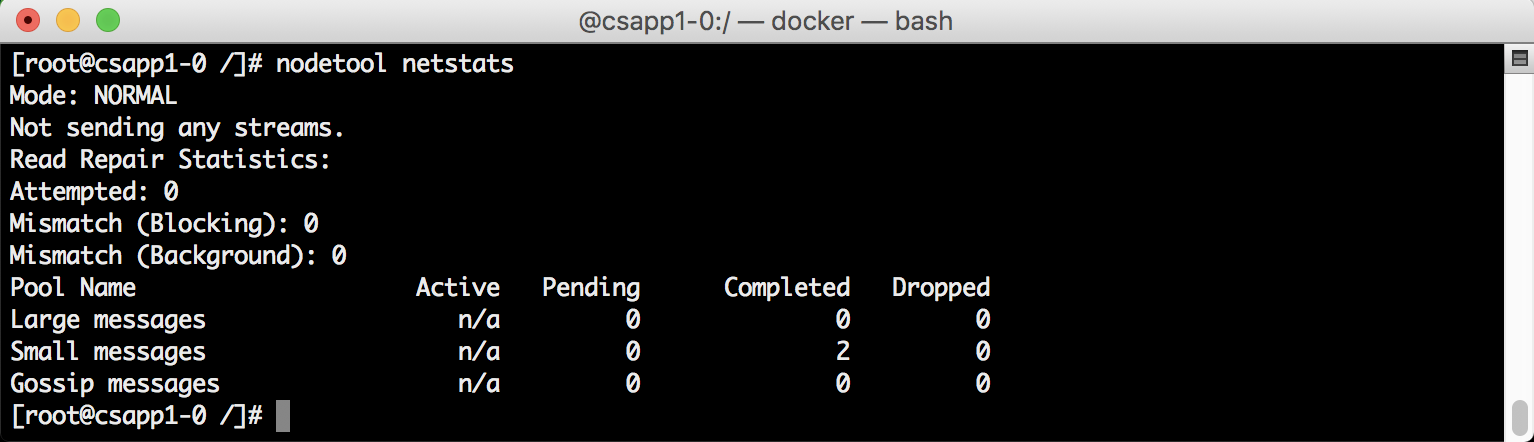 @csapp1-0:/ — docker — bash
[root@csapp1-0 /]# nodetool netstats
Mode: NORMAL
Not sending any streams.
Read Repair Statistics:
Attempted: 0
Mismatch (Blocking): 0
Mismatch (Background): 0
Pool Name                    Active   Pending      Completed   Dropped
Large messages                  n/a         0              0         0
Small messages                  n/a         0              2         0
Gossip messages                 n/a         0              0         0
[root@csapp1-0 /]#